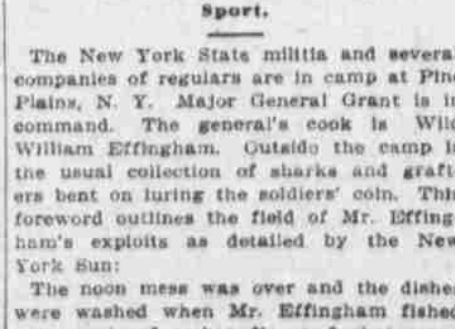 Sport.
The New York State militia and several
companies of regulars are in camp at Pine
Plains, N. Y. Major General Grant is in
command. The general's cook is Wild
William Effingham. Outside the camp is
the usual collection of sharks and graft-
ers bent on luring the soldiers' coin. This
foreword outlines the field of Mr. Effing-
ham's exploits as detailed by the New
York Sun:
The noon mess was over and the dishes
were washed when Mr. Effingham fished